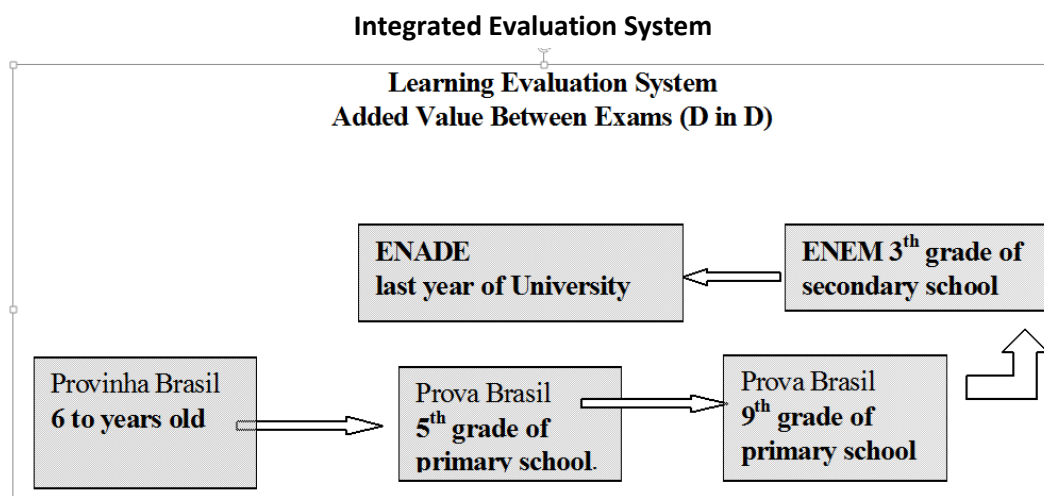 Integrated Evaluation System
Learning Evaluation System
Added Value Between Exams (D in D)
ENADE
last year of University
ENEM 3th grade of
secondary school
Provinha Brasil
6 to years old
Prova Brasil
5th grade of
primary school.
Prova Brasil
9th grade of
primary school